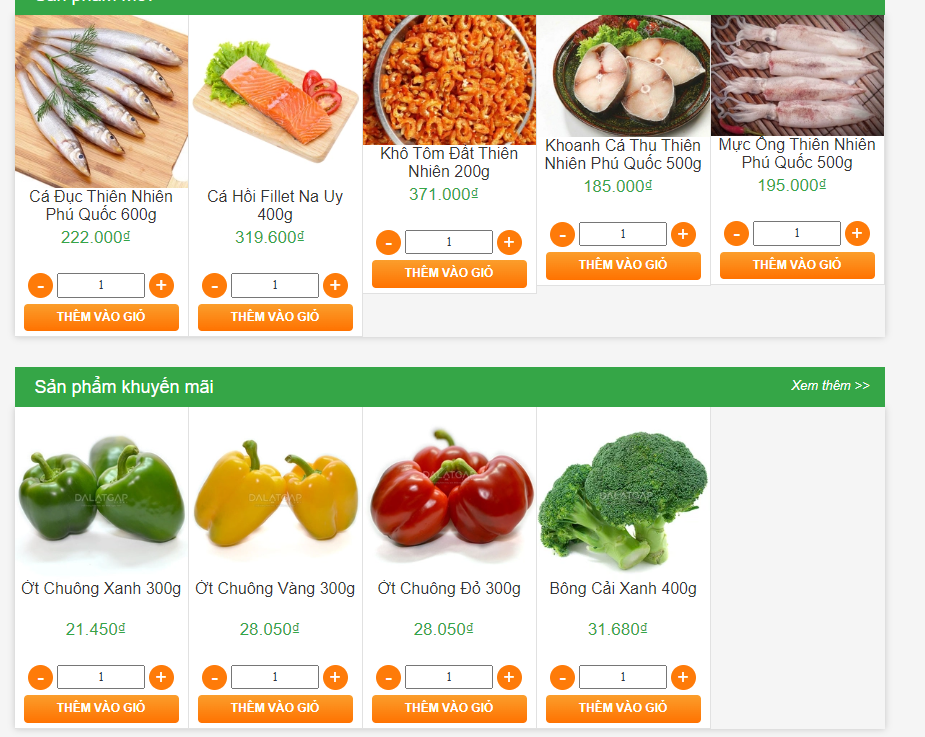 Sản phẩm mới
Cá Đục Thiên Nhiên
Phú Quốc 600g
222.000₫
- 1 +
THÊM VÀO GIỎ
Cá Hồi Fillet Na Uy
400g
319.600₫
- 1 +
THÊM VÀO GIỎ
Khô Tôm Đất Thiên
Nhiên 200g
371.000₫
- 1 +
THÊM VÀO GIỎ
Khoanh Cá Thu Thiên
Nhiên Phú Quốc 500g
185.000₫
- 1 +
THÊM VÀO GIỎ
Mực Ống Thiên Nhiên
Phú Quốc 500g
195.000₫
- 1 +
THÊM VÀO GIỎ
Sản phẩm khuyến mãi
Xem thêm >>
DALATGAP
Ớt Chuông Xanh 300g
21.450₫
- 1 +
THÊM VÀO GIỎ
DALATGAP
Ớt Chuông Vàng 300g
28.050₫
- 1 +
THÊM VÀO GIỎ
DALATGAP
Ớt Chuông Đỏ 300g
28.050₫
- 1 +
THÊM VÀO GIỎ
DALATGAP
Bông Cải Xanh 400g
31.680₫
- 1 +
THÊM VÀO GIỎ